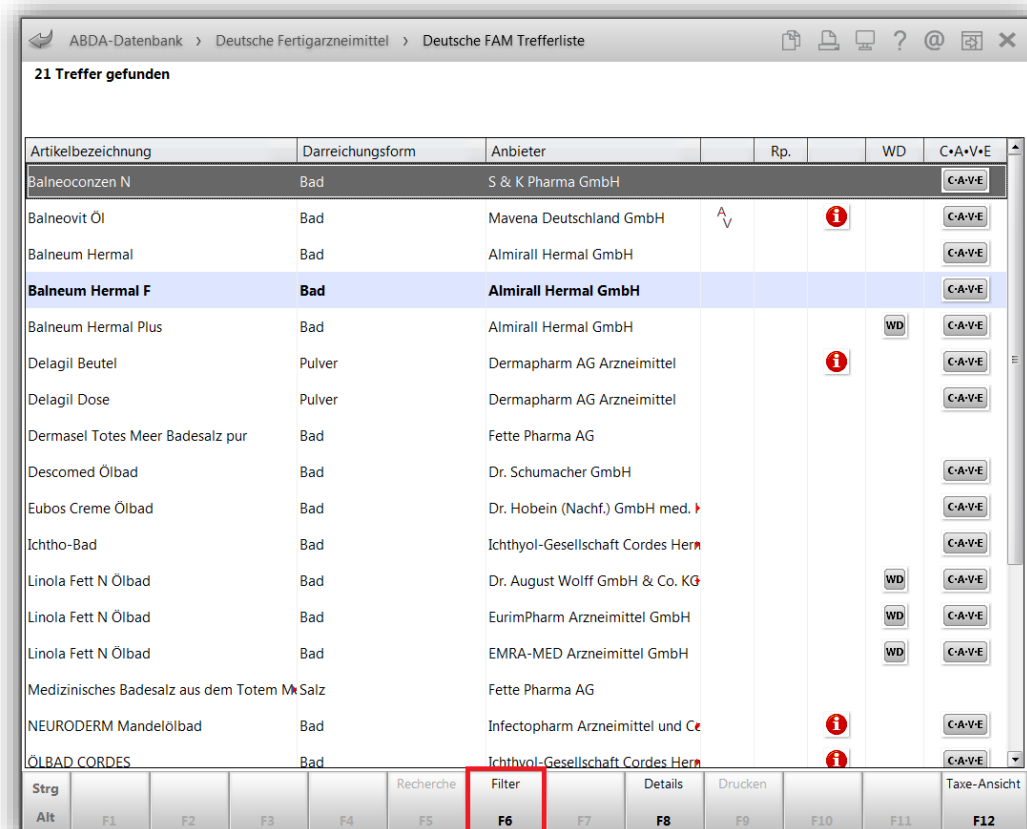 ABDA-Datenbank › Deutsche Fertigarzneimittel › Deutsche FAM Trefferliste ? @
21 Treffer gefunden
Artikelbezeichnung Darreichungsform Anbieter Rp. WD C•A•V•E
Balneoconzen N Bad S & K Pharma GmbH C•A•V•E
Balneovit Öl Bad Mavena Deutschland GmbH A V i C•A•V•E
Balneum Hermal Bad Almirall Hermal GmbH C•A•V•E
Balneum Hermal F Bad Almirall Hermal GmbH C•A•V•E
Balneum Hermal Plus Bad Almirall Hermal GmbH WD C•A•V•E
Delagil Beutel Pulver Dermapharm AG Arzneimittel i C•A•V•E
Delagil Dose Pulver Dermapharm AG Arzneimittel C•A•V•E
Dermasel Totes Meer Badesalz pur Bad Fette Pharma AG
Descomed Ölbad Bad Dr. Schumacher GmbH C•A•V•E
Eubos Creme Ölbad Bad Dr. Hobein (Nachf.) GmbH med. C•A•V•E
Ichtho-Bad Bad Ichthyol-Gesellschaft Cordes C•A•V•E
Linola Fett N Ölbad Bad Dr. August Wolff GmbH & Co. KG WD C•A•V•E
Linola Fett N Ölbad Bad EurimPharm Arzneimittel GmbH WD C•A•V•E
Linola Fett N Ölbad Bad EMRA-MED Arzneimittel GmbH WD C•A•V•E
Medizinisches Badesalz aus dem Totem Salz Fette Pharma AG
NEURODERM Mandelölbad Bad Infectopharm Arzneimittel und i C•A•V•E
ÖLBAD CORDES Bad Ichthyol-Gesellschaft Cordes i C•A•V•E
Strg Recherche Filter Details Drucken Taxe-Ansicht
Alt F1 F2 F3 F4 F5 F6 F7 F8 F9 F10 F11 F12